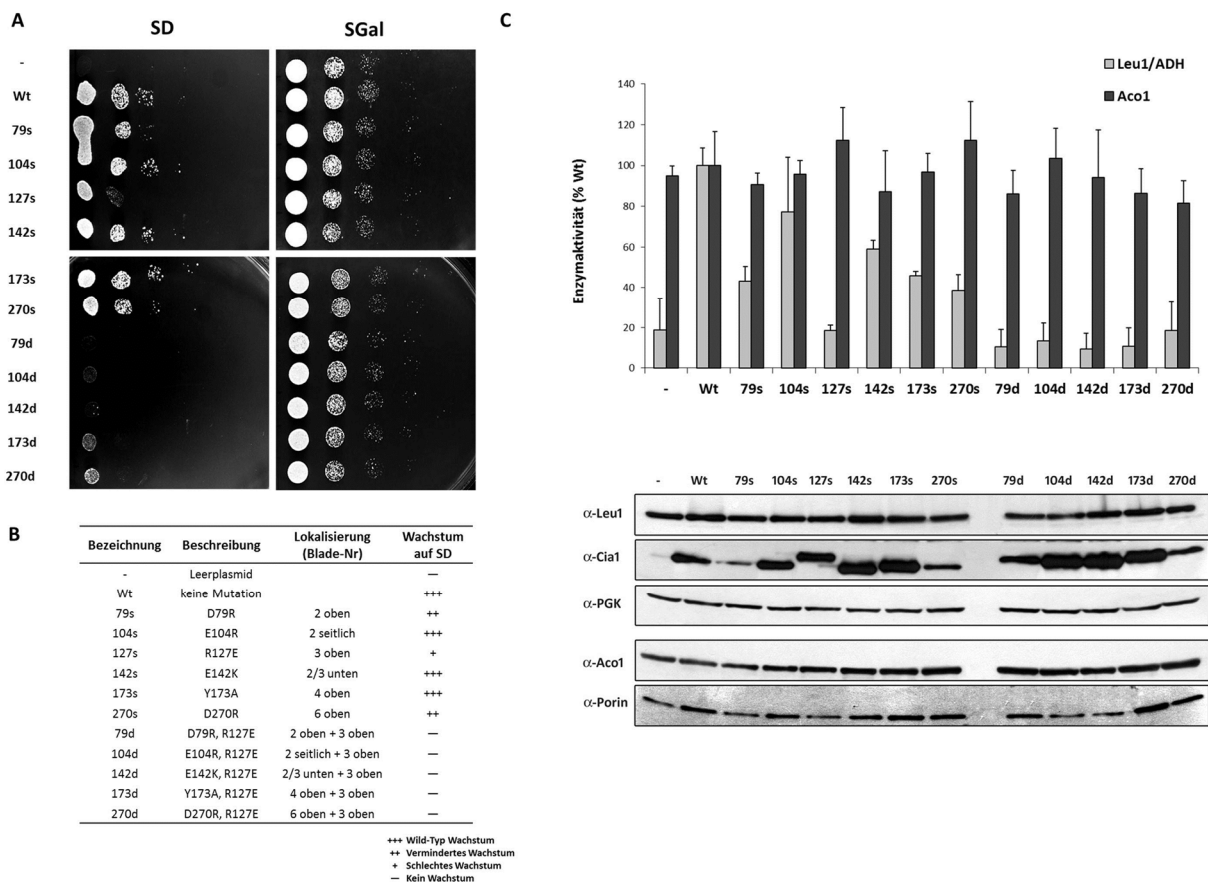 A
SD
SGal
-
Wt
79s
104s
127s
142s
173s
270s
79d
104d
142d
173d
270d
B
Bezeichnung Beschreibung Lokalisierung (Blade-Nr) Wachstum auf SD
- Leerplasmid —
Wt keine Mutation +++
79s D79R 2 oben ++
104s E104R 2 seitlich +++
127s R127E 3 oben +
142s E142K 2/3 unten +++
173s Y173A 4 oben +++
270s D270R 6 oben ++
79d D79R, R127E 2 oben + 3 oben —
104d E104R, R127E 2 seitlich + 3 oben —
142d E142K, R127E 2/3 unten + 3 oben —
173d Y173A, R127E 4 oben + 3 oben —
270d D270R, R127E 6 oben + 3 oben —
+++ Wild-Typ Wachstum
++ Vermindertes Wachstum
+ Schlechtes Wachstum
— Kein Wachstum
C
Leu1/ADH
Aco1
Enzymaktivität (% Wt)
140
120
100
80
60
40
20
0
- Wt 79s 104s 127s 142s 173s 270s 79d 104d 142d 173d 270d
- Wt 79s 104s 127s 142s 173s 270s 79d 104d 142d 173d 270d
α-Leu1
α-Cia1
α-PGK
α-Aco1
α-Porin